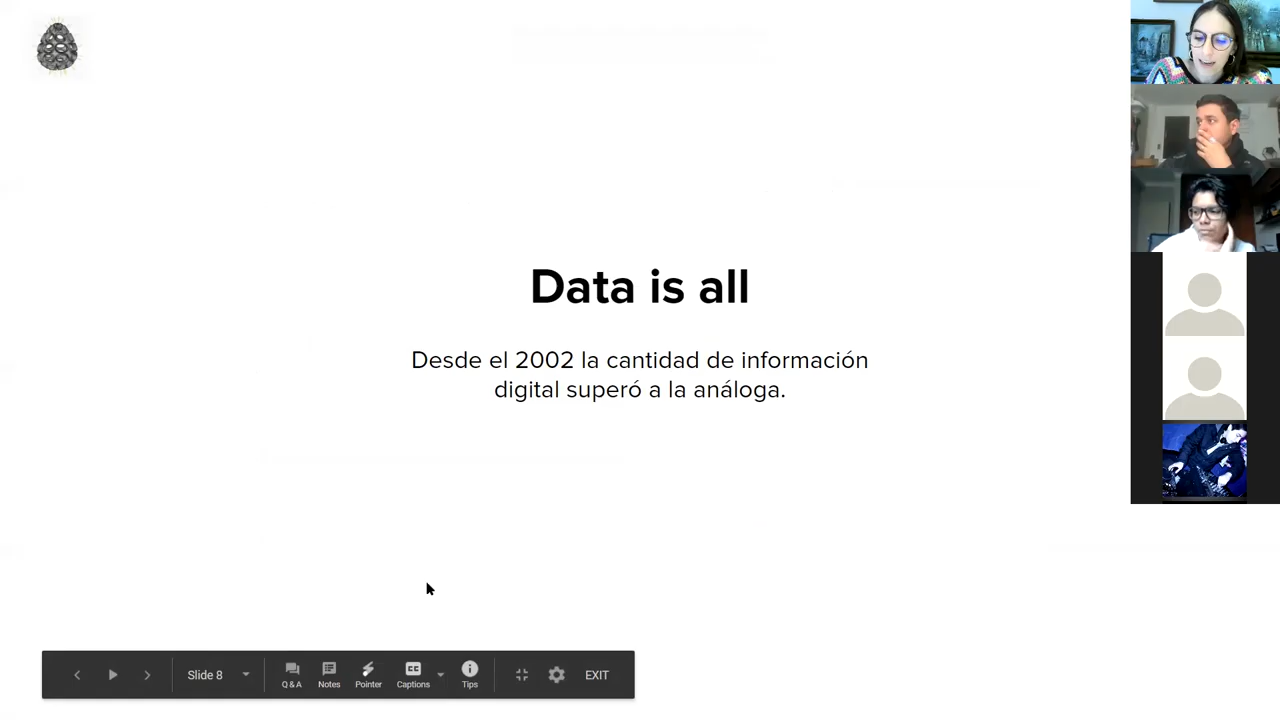 Data is all
Desde el 2002 la cantidad de información
digital superó a la análoga.
Slide 8
Q & A
Notes
Pointer
CC
Captions
Tips
EXIT